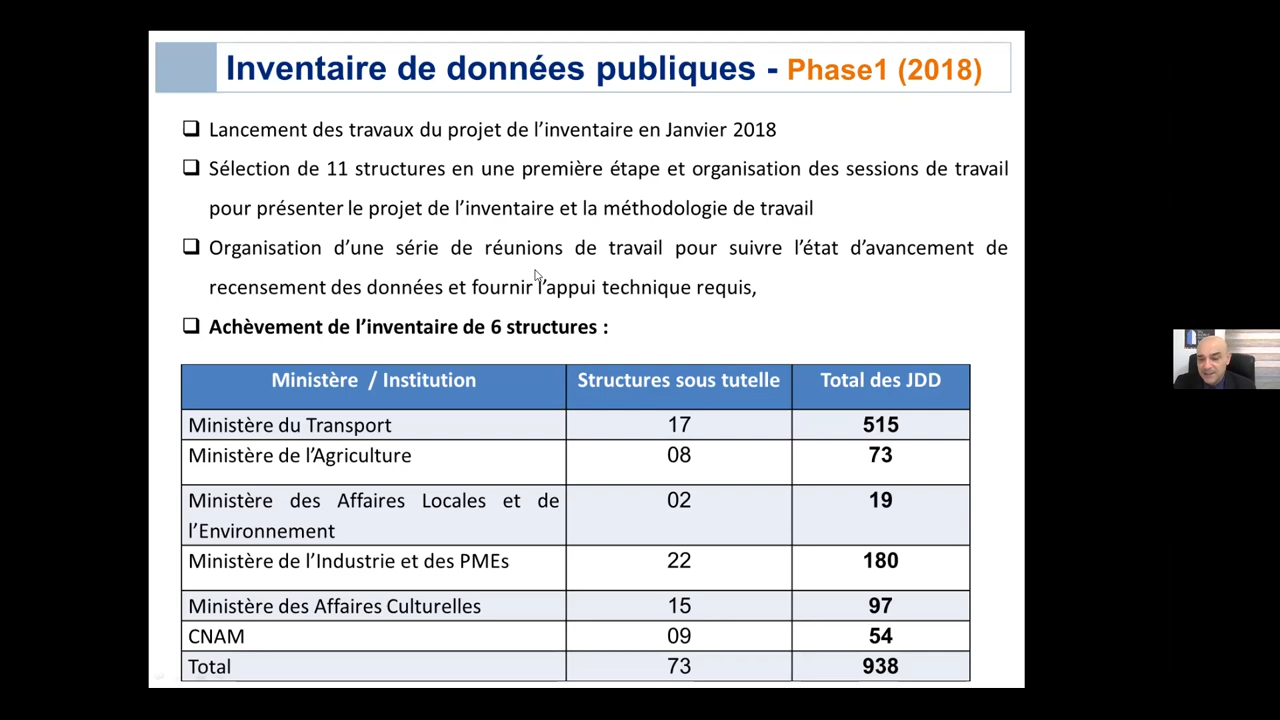 Inventaire de données publiques - Phase1 (2018)
❑ Lancement des travaux du projet de l’inventaire en Janvier 2018
❑ Sélection de 11 structures en une première étape et organisation des sessions de travail
pour présenter le projet de l’inventaire et la méthodologie de travail
❑ Organisation d’une série de réunions de travail pour suivre l’état d’avancement de
recensement des données et fournir l’appui technique requis,
❑ Achèvement de l’inventaire de 6 structures :
Ministère / Institution Structures sous tutelle Total des JDD
Ministère du Transport 17 515
Ministère de l’Agriculture 08 73
Ministère des Affaires Locales et de 02 19
l’Environnement
Ministère de l’Industrie et des PMEs 22 180
Ministère des Affaires Culturelles 15 97
CNAM 09 54
Total 73 938